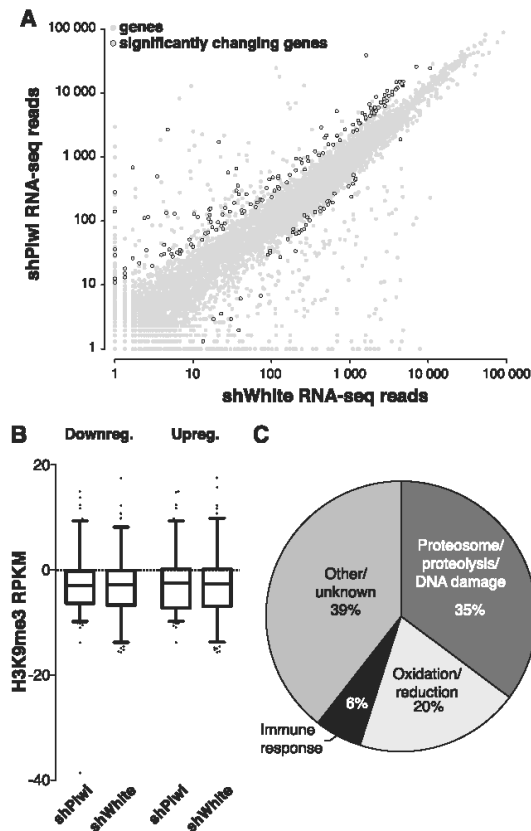 A
genes
significantly changing genes
shPiwi RNA-seq reads
100 000
10 000
1 000
100
10
1
1
10
100
1 000
10 000
100 000
shWhite RNA-seq reads
B
Downreg.
Upreg.
H3K9me3 RPKM
20
0
-20
-40
shPiwi
shWhite
shPiwi
shWhite
C
Proteosome/
proteolysis/
DNA damage
35%
Oxidation/
reduction
20%
6%
Immune
response
Other/
unknown
39%